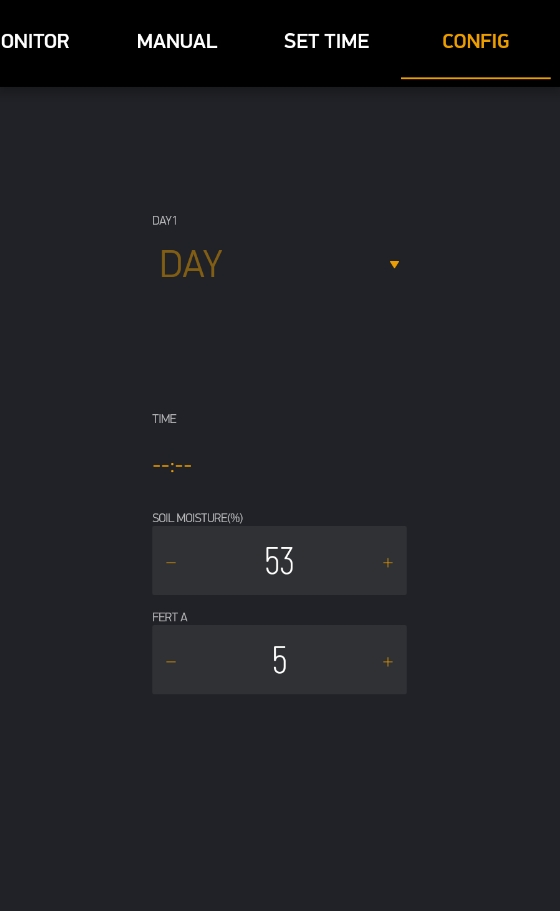 ONITOR MANUAL SET TIME CONFIG
DAY1
DAY
TIME
--:--
SOIL MOISTURE(%)
- 53 +
FERT A
- 5 +